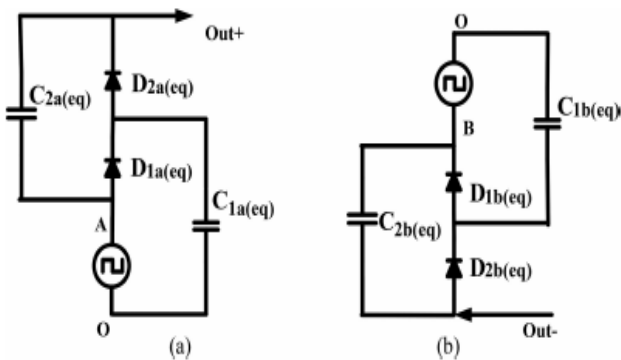 Out+
D2a(eq)
C2a(eq)
D1a(eq)
C1a(eq)
A
O
(a)
O
C1b(eq)
B
D1b(eq)
C2b(eq)
D2b(eq)
Out-
(b)